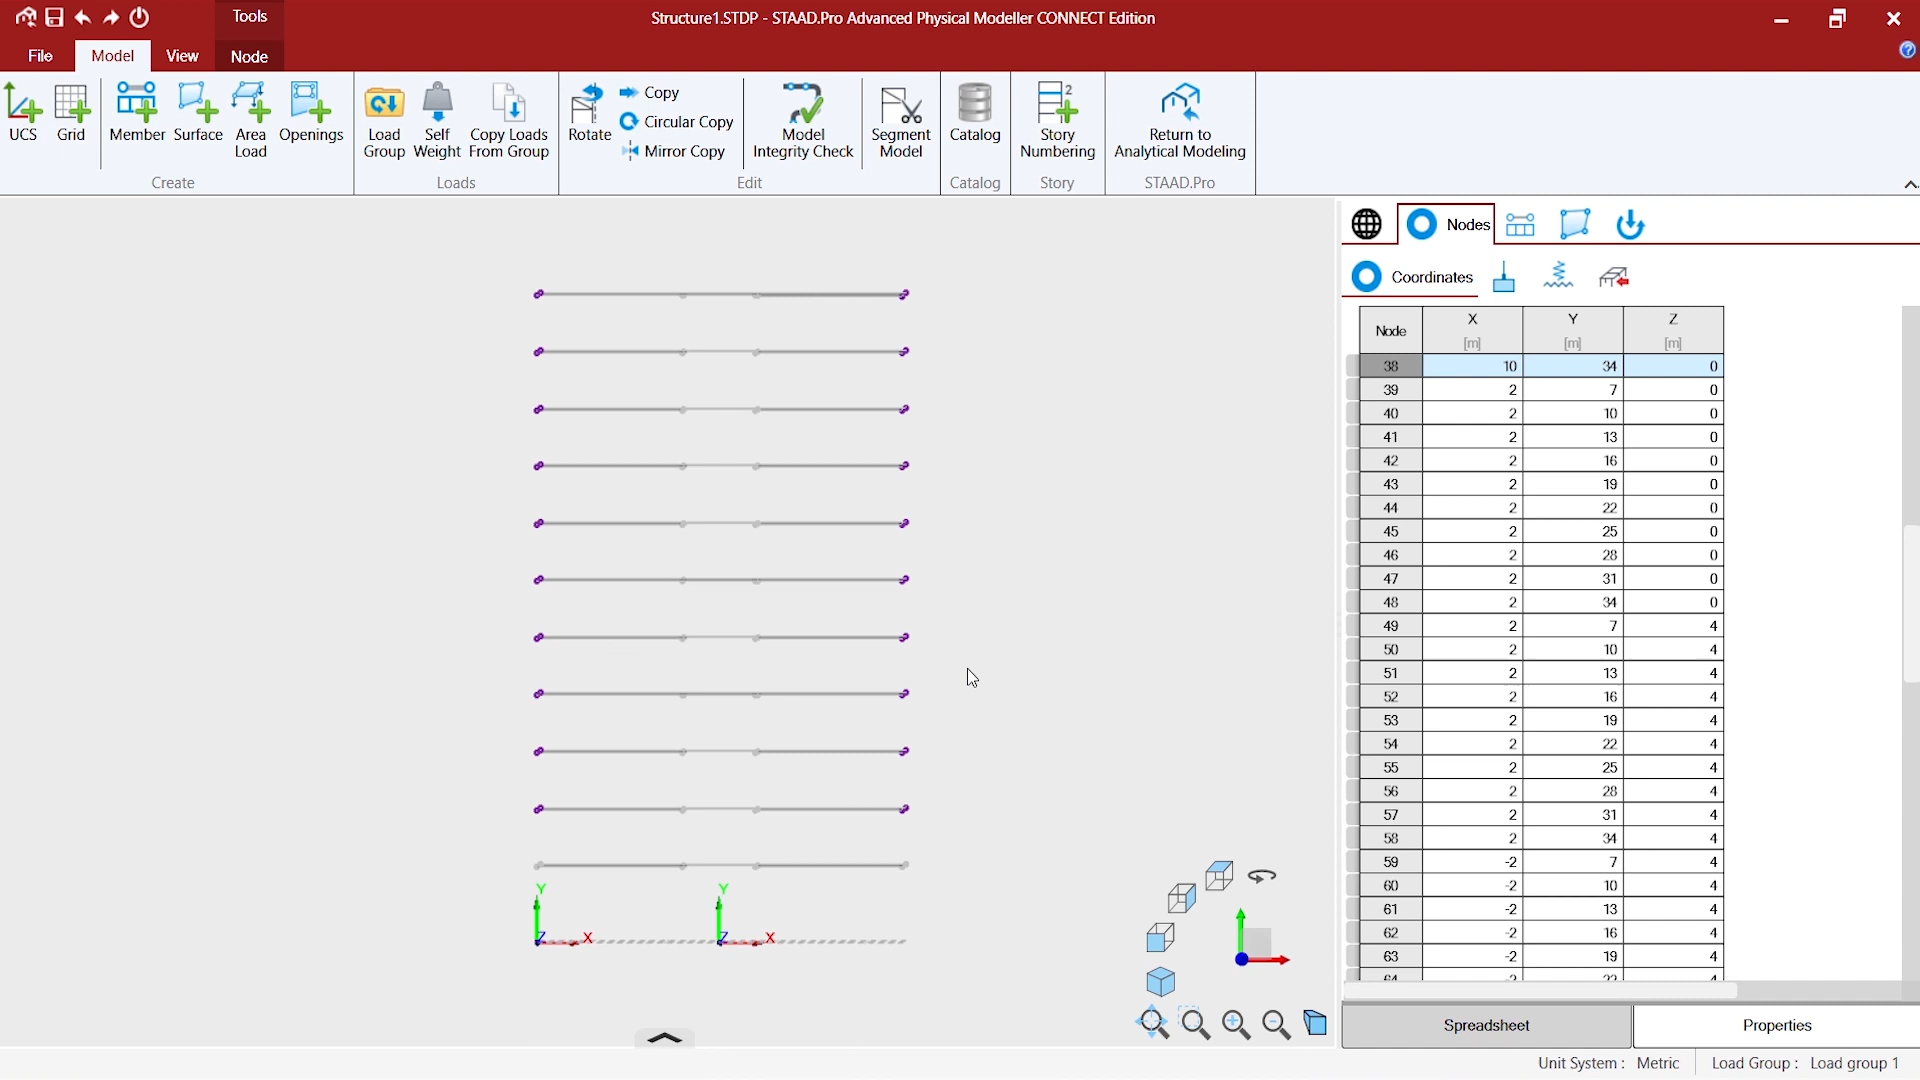 Tools
Structure1.STDP - STAAD.Pro Advanced Physical Modeller CONNECT Edition
File Model View Node
UCS Grid Member Surface Area Load Openings
Create
Load Group Self Weight Copy Loads From Group
Loads
Rotate Copy
Circular Copy
Mirror Copy
Model Integrity Check
Segment Model
Edit
Catalog
Catalog
2
Story Numbering
Story
Return to Analytical Modeling
STAAD.Pro
Nodes
Coordinates
Node X Y Z
[m] [m] [m]
38 10 34 0
39 2 7 0
40 2 10 0
41 2 13 0
42 2 16 0
43 2 19 0
44 2 22 0
45 2 25 0
46 2 28 0
47 2 31 0
48 2 34 0
49 2 7 4
50 2 10 4
51 2 13 4
52 2 16 4
53 2 19 4
54 2 22 4
55 2 25 4
56 2 28 4
57 2 31 4
58 2 34 4
59 -2 7 4
60 -2 10 4
61 -2 13 4
62 -2 16 4
63 -2 19 4
64 -2 22 4
Y Y
Z X Z X
Spreadsheet Properties
Unit System : Metric Load Group : Load group 1